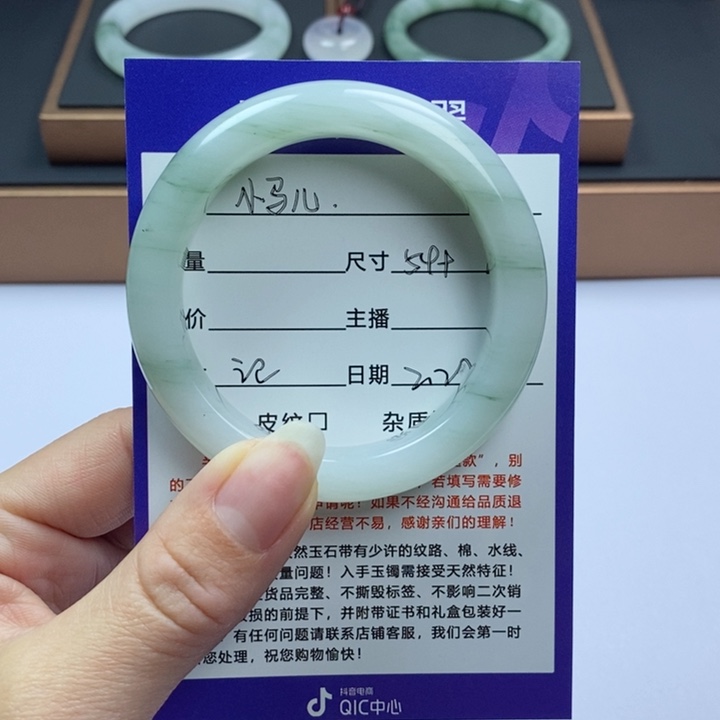 翠
小马儿.
量 尺寸 54+
价 主播
记 日期 202
皮纹口 杂质
款”，别
的 若填写需要修
申请呢！如果不经沟通给品质退
店经营不易，感谢亲们的理解！
然玉石带有少许的纹路、棉、水线、
量问题！入手玉镯需接受天然特征！
货品完整、不撕毁标签、不影响二次销
损的前提下，并附带证书和礼盒包装好一
有任何问题请联系店铺客服，我们会第一时
您处理，祝您购物愉快！
抖音电商
QIC中心